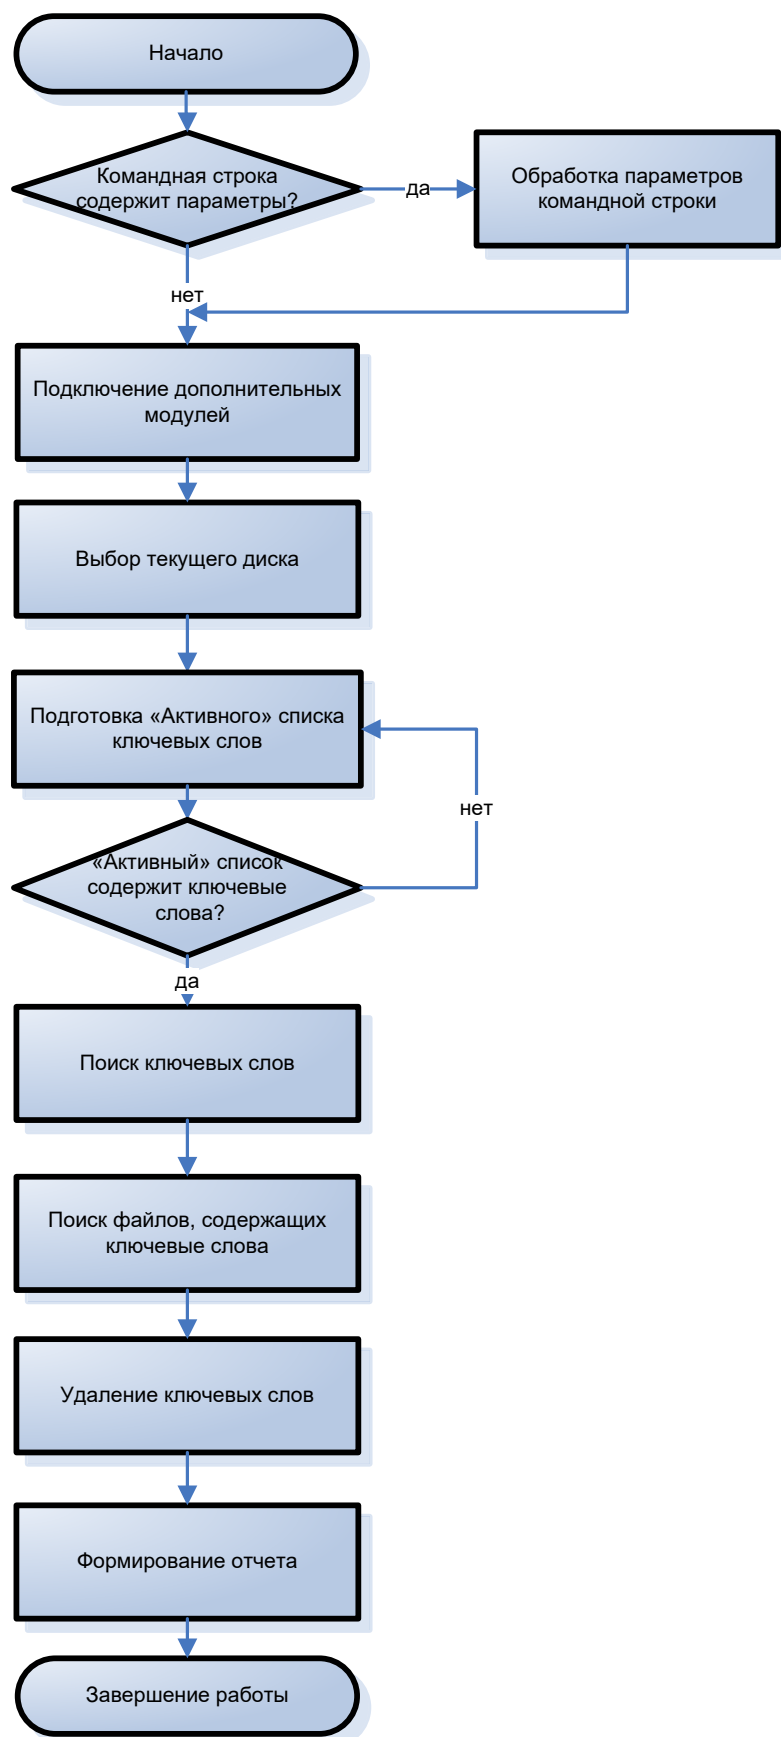 Начало
Командная строка
содержит параметры?
да
Обработка параметров
командной строки
нет
Подключение дополнительных
модулей
Выбор текущего диска
Подготовка «Активного» списка
ключевых слов
нет
«Активный» список
содержит ключевые
слова?
да
Поиск ключевых слов
Поиск файлов, содержащих
ключевые слова
Удаление ключевых слов
Формирование отчета
Завершение работы